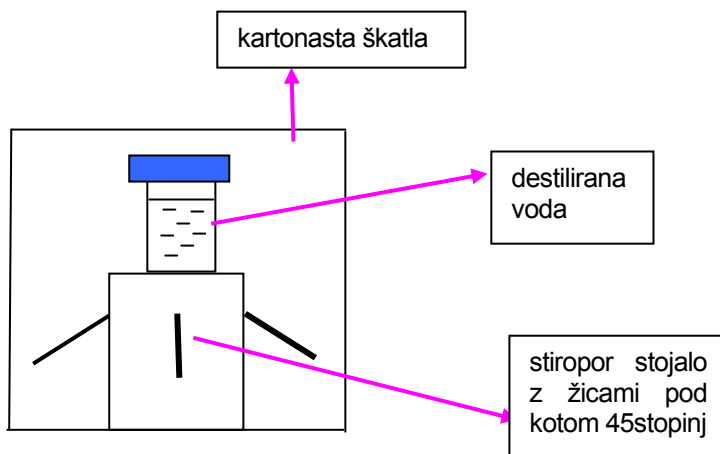 kartonasta škatla
destilirana
voda
stiropor stojalo
z žicami pod
kotom 45stopinj